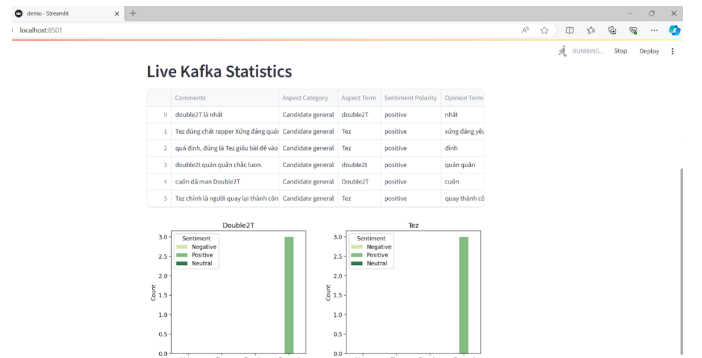 demo - Streamlit
localhost:8501
RUNNING... Stop Deploy
Live Kafka Statistics
Comments Aspect Category Aspect Term Sentiment Polarity Opinion Term
0 double2T là nhất Candidate general double2T positive nhất
1 Tez đúng chất rapper Xứng đáng quán Candidate general Tez positive xứng đáng yêu
2 quá đỉnh, đúng là Tez giấu bài để vào Candidate general Tez positive đỉnh
3 double2t quán quân chắc luon. Candidate general double2t positive quán quân
4 cuốn dã man Double2T Candidate general Double2T positive cuốn
5 Tez chính là người quay lại thành côn Candidate general Tez positive quay thành cô
Double2T
Sentiment
Negative
Positive
Neutral
3.0
2.5
2.0
1.5
1.0
0.5
0.0
Count
Tez
Sentiment
Negative
Positive
Neutral
3.0
2.5
2.0
1.5
1.0
0.5
0.0
Count